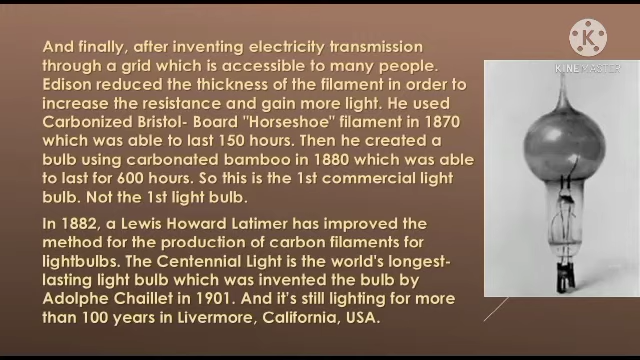 And finally, after inventing electricity transmission
through a grid which is accessible to many people.
Edison reduced the thickness of the filament in order to
increase the resistance and gain more light. He used
Carbonized Bristol- Board "Horseshoe" filament in 1870
which was able to last 150 hours. Then he created a
bulb using carbonated bamboo in 1880 which was able
to last for 600 hours. So this is the 1st commercial light
bulb. Not the 1st light bulb.
In 1882, a Lewis Howard Latimer has improved the
method for the production of carbon filaments for
lightbulbs. The Centennial Light is the world's longest-
lasting light bulb which was invented the bulb by
Adolphe Chaillet in 1901. And it's still lighting for more
than 100 years in Livermore, California, USA.
K
KINEMASTER